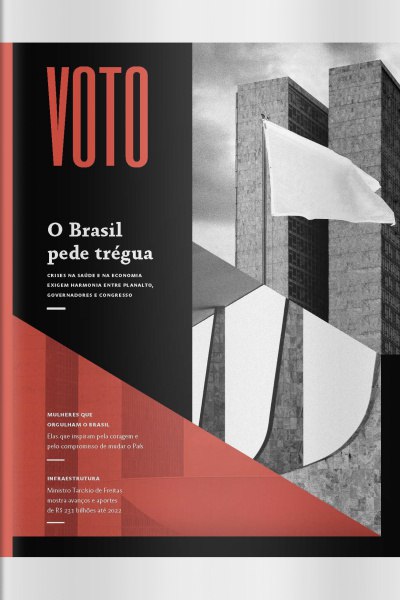 VOTO
O Brasil
pede trégua
CRISES NA SAÚDE E NA ECONOMIA
EXIGEM HARMONIA ENTRE PLANALTO,
GOVERNADORES E CONGRESSO
MULHERES QUE
ORGULHAM O BRASIL
Elas que inspiram pela coragem e
pelo compromisso de mudar o País
INFRAESTRUTURA
Ministro Tarcísio de Freitas
mostra avanços e aportes
de R$ 231 bilhões até 2022